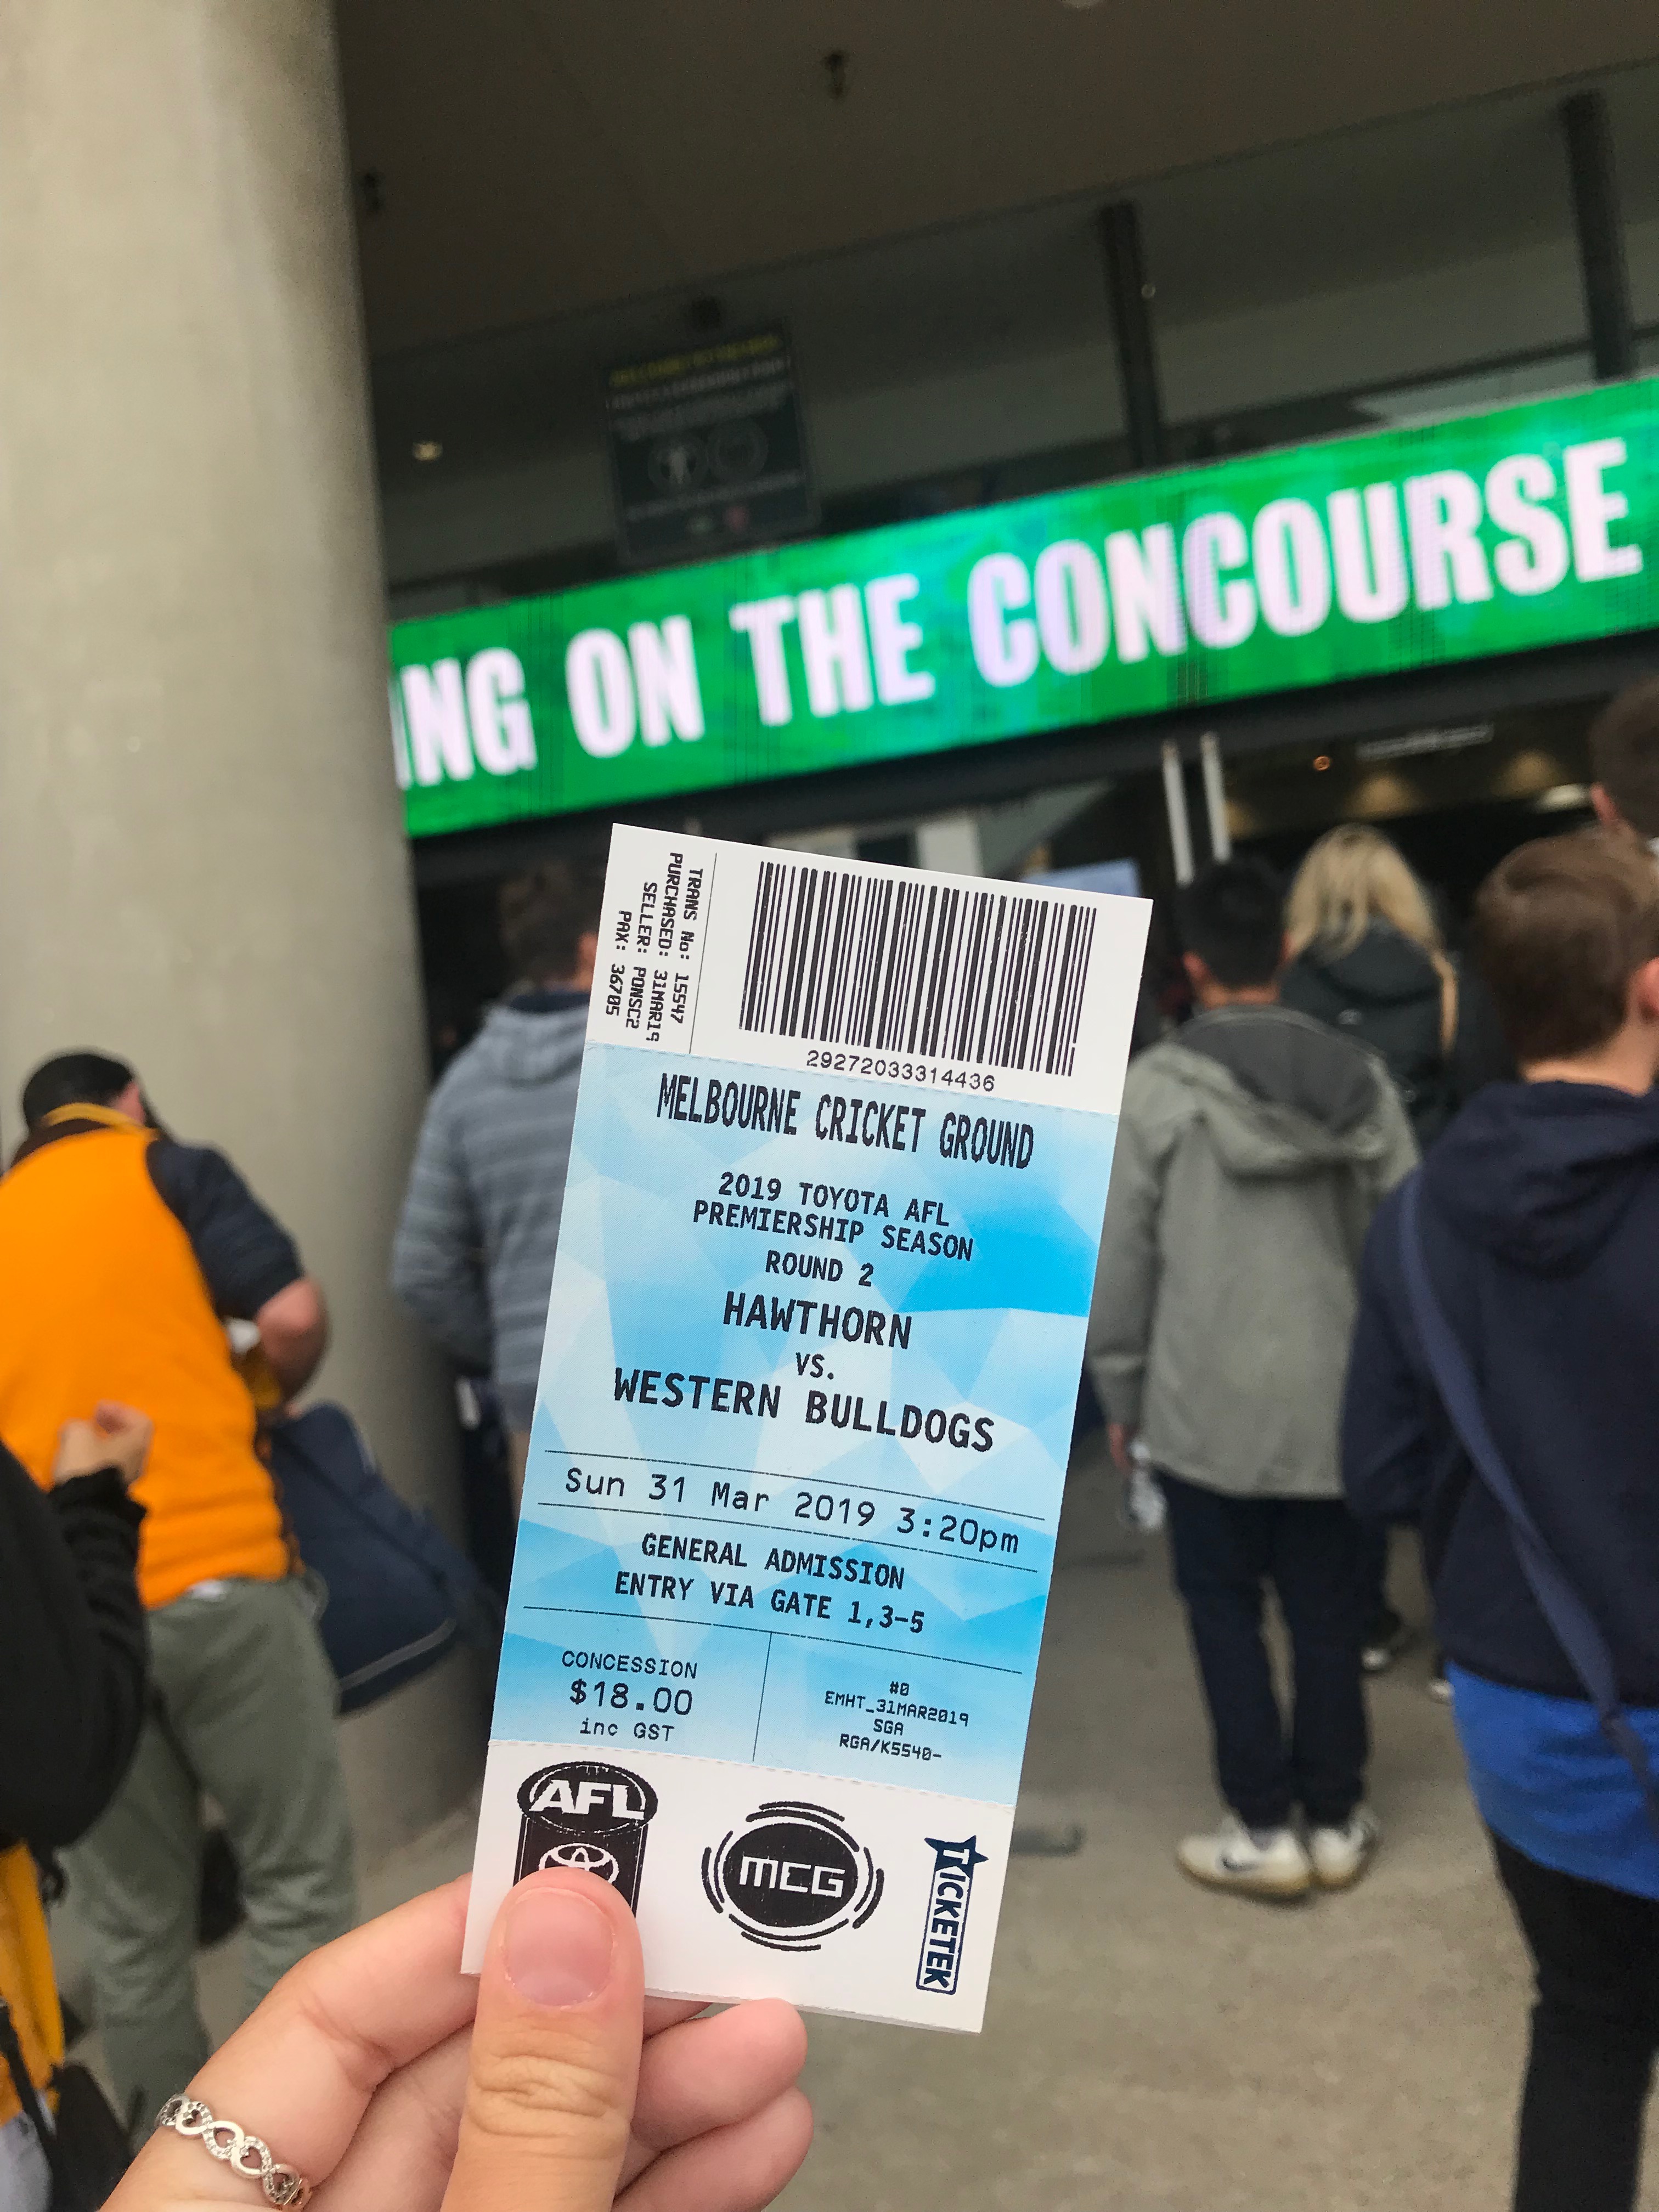 ING ON THE CONCOURSE
TRANS No: 15547
PURCHASED: 31MAR19
SELLER: PONSC2
PAX: 36705
29272033314436
MELBOURNE CRICKET GROUND
2019 TOYOTA AFL
PREMIERSHIP SEASON
ROUND 2
HAWTHORN
VS.
WESTERN BULLDOGS
Sun 31 Mar 2019 3:20pm
GENERAL ADMISSION
ENTRY VIA GATE 1,3-5
CONCESSION
$18.00
inc GST
#0
EMHT_31MAR2019
SGA
RGA/K5540-
AFL
MCG
TICKETEK